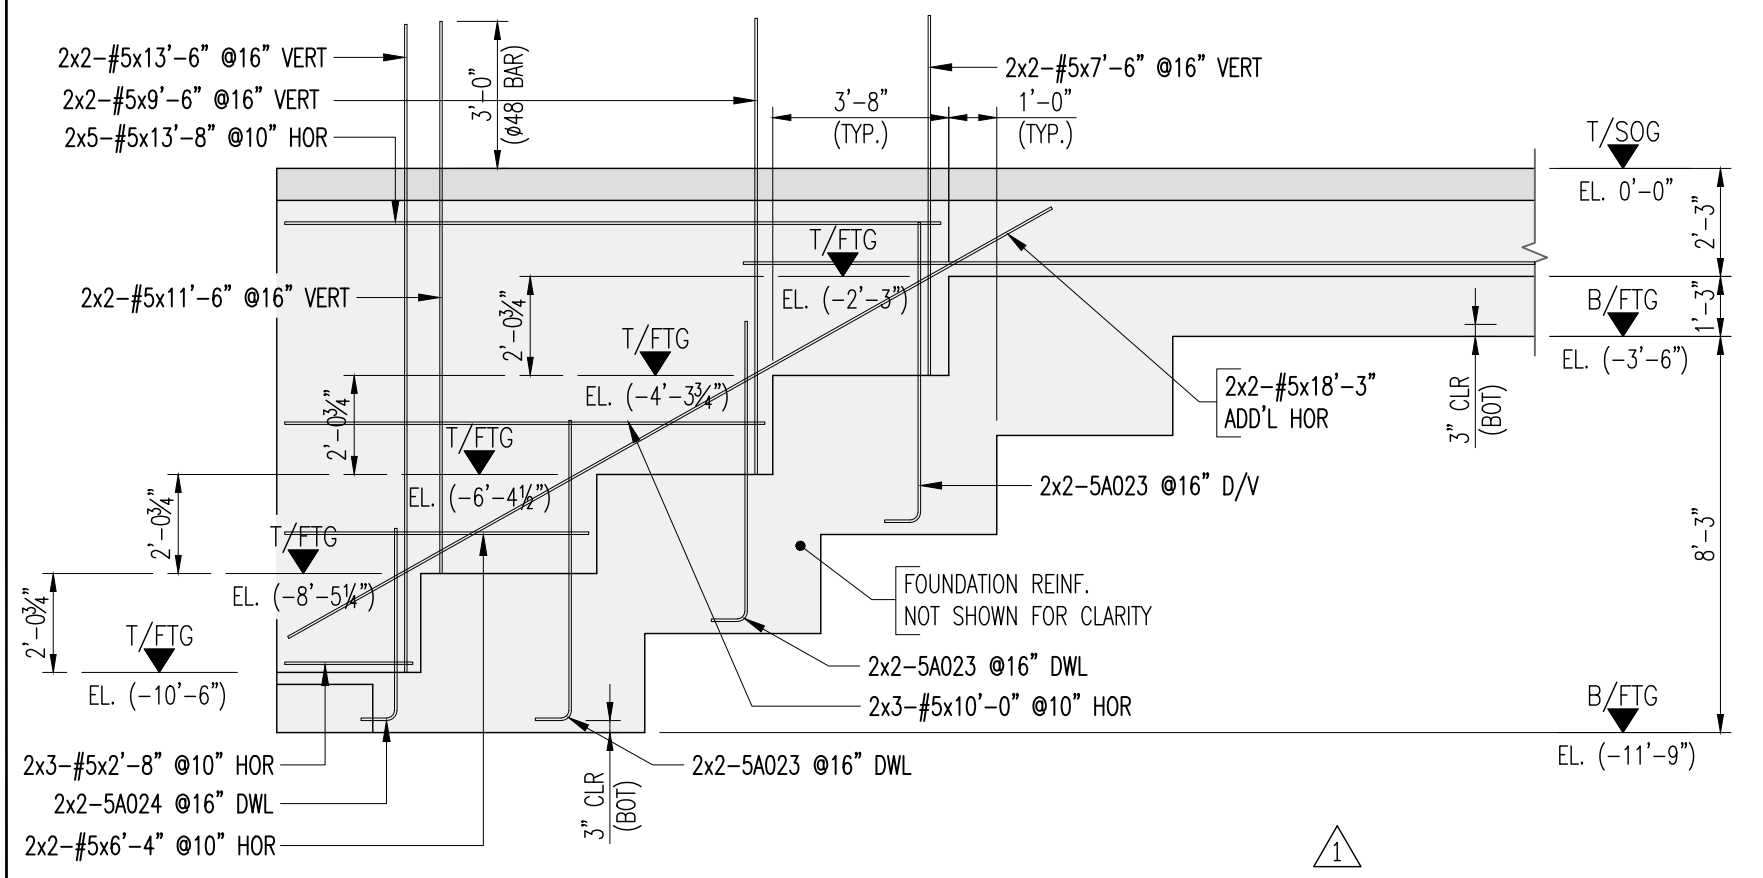 2x2-#5x13'-6" @16" VERT
2x2-#5x9'-6" @16" VERT
2x5-#5x13'-8" @10" HOR
3'-0"
(ø48 BAR)
2x2-#5x7'-6" @16" VERT
3'-8"
(TYP.)
1'-0"
(TYP.)
T/SOG
EL. 0'-0"
2'-3"
T/FTG
EL. (-2'-3")
2x2-#5x11'-6" @16" VERT
2'-0¾"
B/FTG
EL. (-3'-6")
1'-3"
T/FTG
EL. (-4'-3¾")
2'-0¾"
2x2-#5x18'-3"
ADD'L HOR
3" CLR
(BOT)
T/FTG
EL. (-6'-4½")
2'-0¾"
2x2-5A023 @16" D/V
T/FTG
EL. (-8'-5¼")
2'-0¾"
8'-3"
FOUNDATION REINF.
NOT SHOWN FOR CLARITY
T/FTG
EL. (-10'-6")
2x2-5A023 @16" DWL
2x3-#5x10'-0" @10" HOR
B/FTG
EL. (-11'-9")
2x3-#5x2'-8" @10" HOR
2x2-5A023 @16" DWL
2x2-5A024 @16" DWL
3" CLR
(BOT)
2x2-#5x6'-4" @10" HOR
1